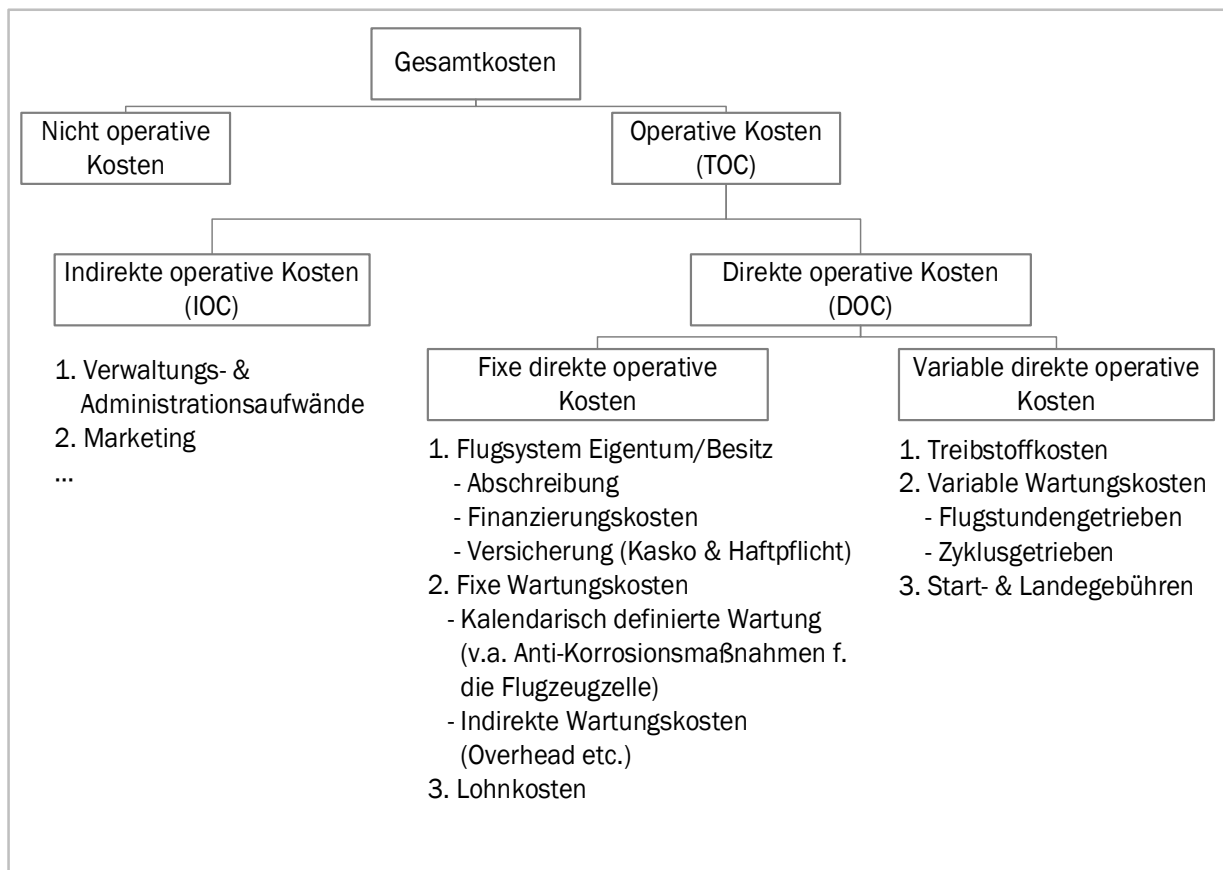 Gesamtkosten
Nicht operative
Kosten
Operative Kosten
(TOC)
Indirekte operative Kosten
(IOC)
Direkte operative Kosten
(DOC)
1. Verwaltungs- &
Administrationsaufwände
2. Marketing
...
Fixe direkte operative
Kosten
1. Flugsystem Eigentum/Besitz
- Abschreibung
- Finanzierungskosten
- Versicherung (Kasko & Haftpflicht)
2. Fixe Wartungskosten
- Kalendarisch definierte Wartung
(v.a. Anti-Korrosionsmaßnahmen f.
die Flugzeugzelle)
- Indirekte Wartungskosten
(Overhead etc.)
3. Lohnkosten
Variable direkte operative
Kosten
1. Treibstoffkosten
2. Variable Wartungskosten
- Flugstundengetrieben
- Zyklusgetrieben
3. Start- & Landegebühren